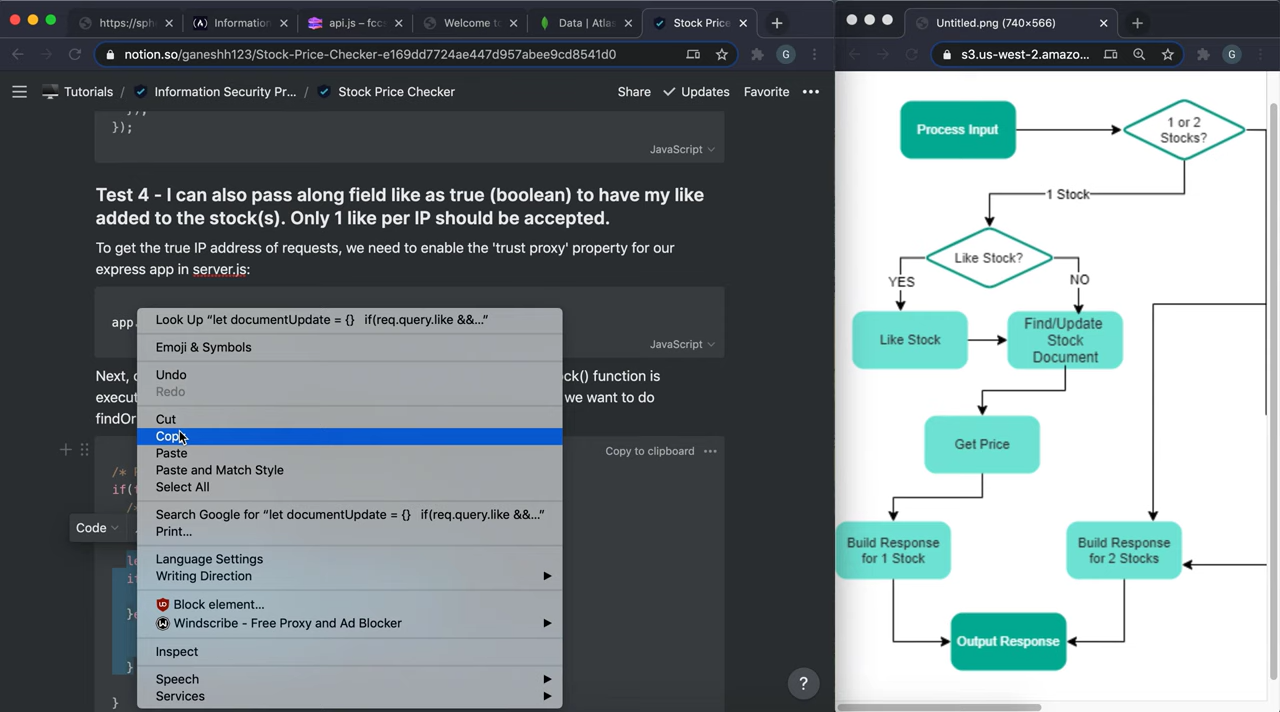 https://sph
Information
api.js – fcc
Welcome to
Data | Atlas
Stock Price
notion.so/ganeshh123/Stock-Price-Checker-e169dd7724ae447d957abee9cd8541d0
G
Tutorials / Information Security Pr... / Stock Price Checker
Share Updates Favorite
});
});
JavaScript
Test 4 - I can also pass along field like as true (boolean) to have my like
added to the stock(s). Only 1 like per IP should be accepted.
To get the true IP address of requests, we need to enable the 'trust proxy' property for our
express app in server.js:
app.
JavaScript
ck() function is
execut
we want to do
findOr
Copy to clipboard
/*
if(
Code
le
i
}e
}
}
Look Up “let documentUpdate = {}   if(req.query.like &&...”
Emoji & Symbols
Undo
Redo
Cut
Copy
Paste
Paste and Match Style
Select All
Search Google for “let documentUpdate = {}   if(req.query.like &&...”
Print...
Language Settings
Writing Direction
Block element...
Windscribe - Free Proxy and Ad Blocker
Inspect
Speech
Services
?
Untitled.png (740×566)
s3.us-west-2.amazo...
G
Process Input
1 or 2
Stocks?
1 Stock
Like Stock?
YES
NO
Like Stock
Find/Update
Stock
Document
Get Price
Build Response
for 1 Stock
Build Response
for 2 Stocks
Output Response